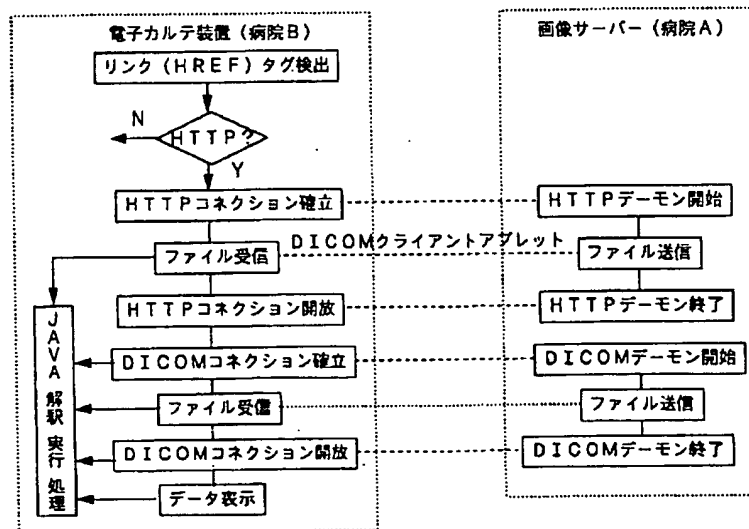 電子カルテ装置(病院B)
リンク(HREF)タグ検出
N
HTTP?
Y
HTTPコネクション確立
ファイル受信
HTTPコネクション開放
DICOMコネクション確立
ファイル受信
DICOMコネクション開放
データ表示
JAVA 解釈 実行 処理
DICOMクライアントアプレット
画像サーバー(病院A)
HTTPデーモン開始
ファイル送信
HTTPデーモン終了
DICOMデーモン開始
ファイル送信
DICOMデーモン終了